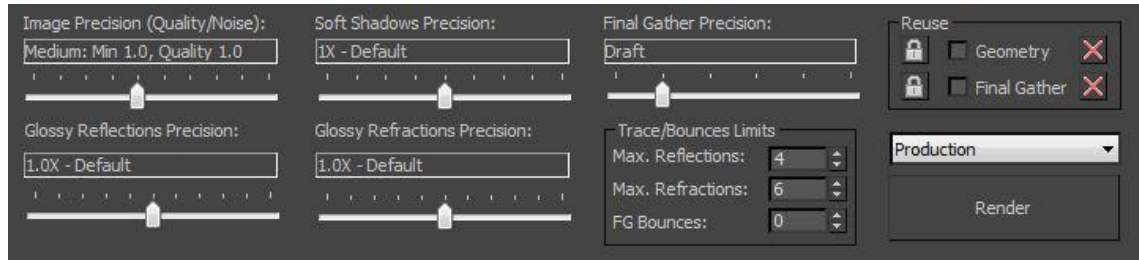 Image Precision (Quality/Noise):
Medium: Min 1.0, Quality 1.0
Soft Shadows Precision:
1X - Default
Final Gather Precision:
Draft
Reuse
Geometry
Final Gather
Glossy Reflections Precision:
1.0X - Default
Glossy Refractions Precision:
1.0X - Default
Trace/Bounces Limits
Max. Reflections: 4
Max. Refractions: 6
FG Bounces: 0
Production
Render